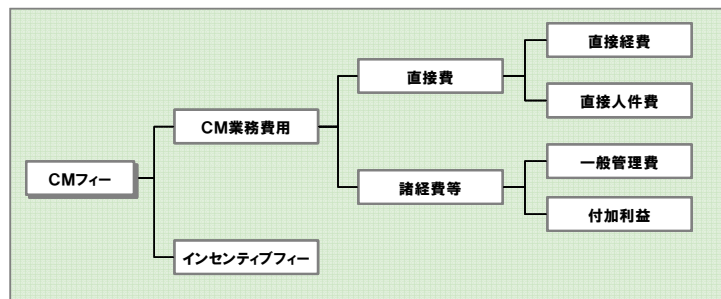 CMフィー
CM業務費用
インセンティブフィー
直接費
諸経費等
直接経費
直接人件費
一般管理費
付加利益